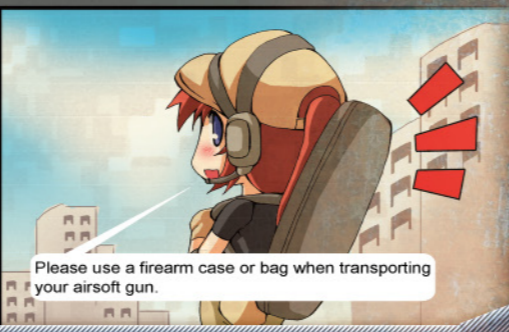 Please use a firearm case or bag when transporting
your airsoft gun.